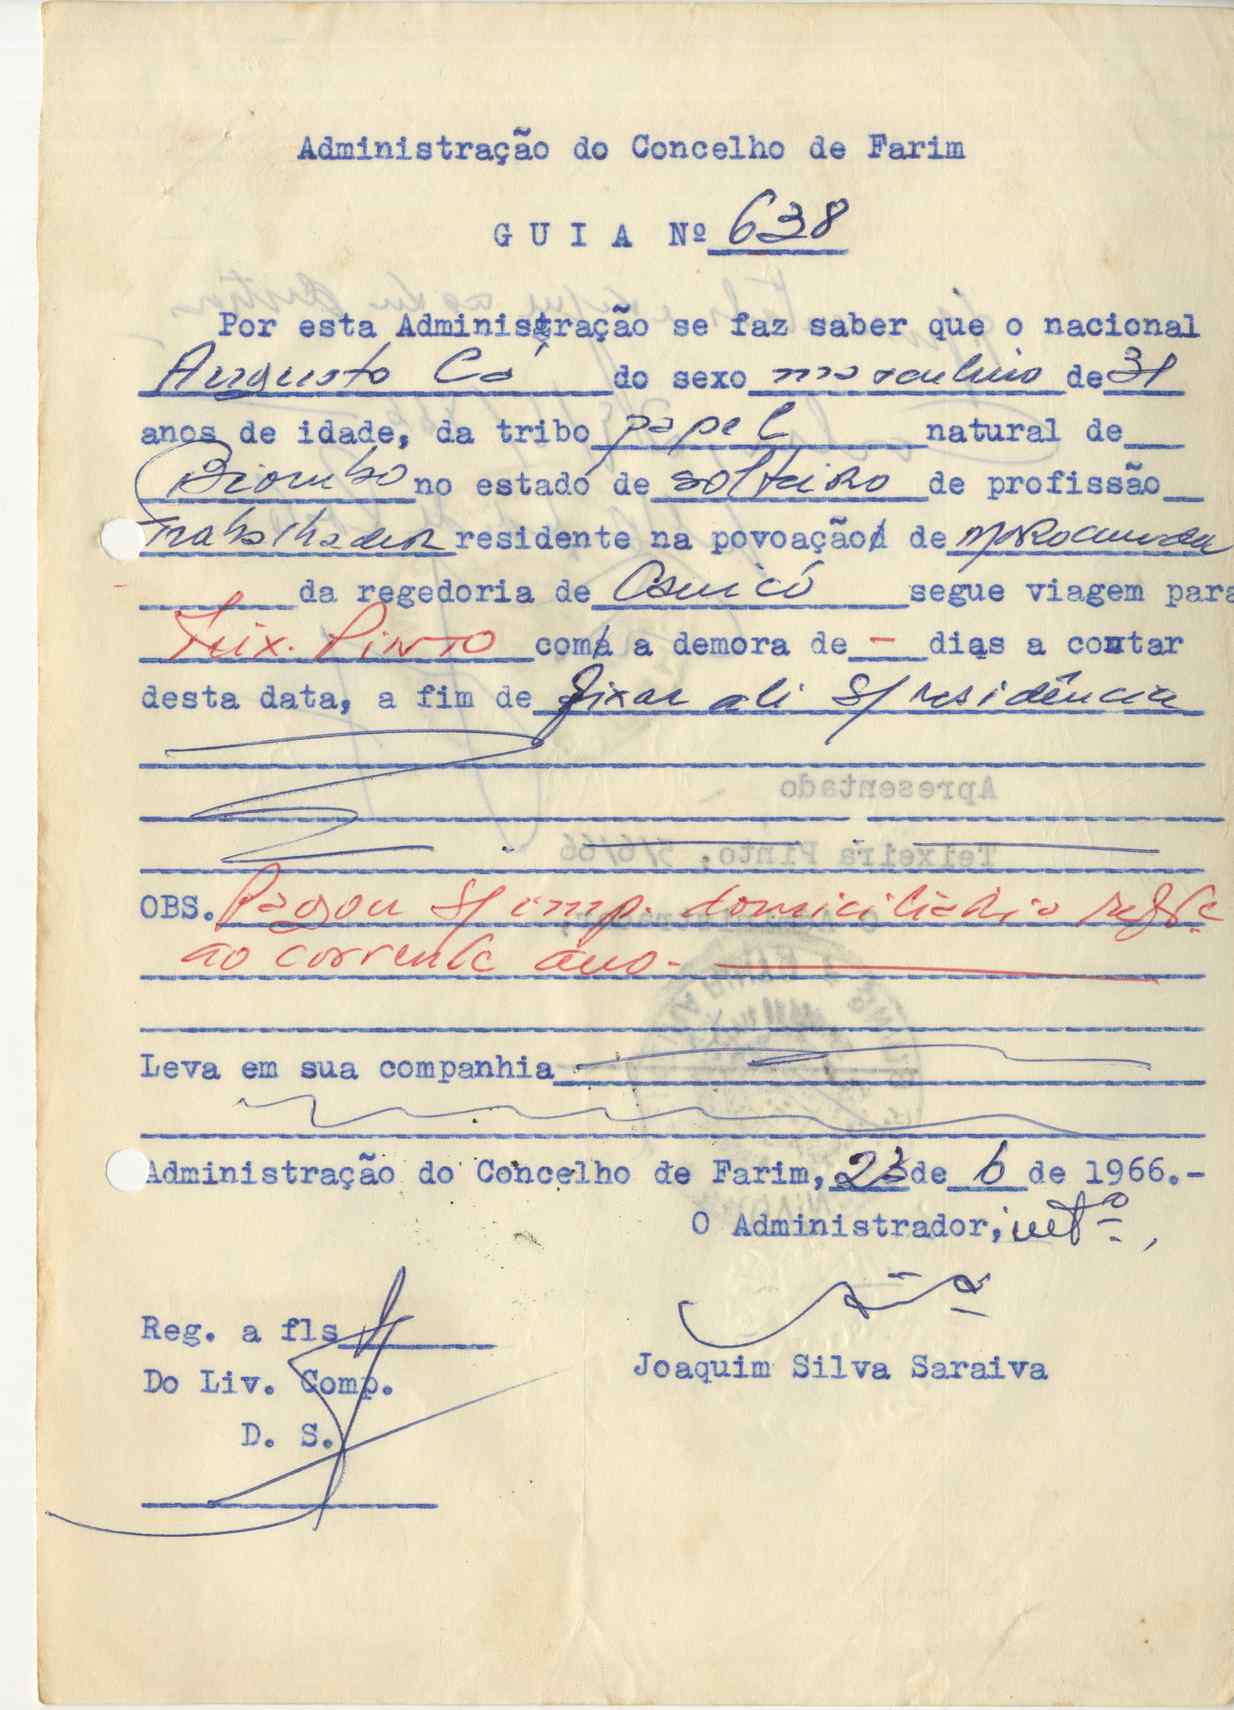 Administração do Concelho de Farim
G U I A Nº 638
Por esta Administração se faz saber que o nacional
Augusto Cá do sexo masculino de 31
anos de idade, da tribo papel natural de
Biombo no estado de solteiro de profissão
Trabalhador residente na povoação de
da regedoria de segue viagem para
Teix. Pinto com a demora de - dias a contar
desta data, a fim de fixar ali s/ residência
OBS. Pagou s/ imp. domiciliário
ao corrente ano.
Leva em sua companhia
Administração do Concelho de Farim, de 6 de 1966.-
O Administrador, intº,
Reg. a fls
Joaquim Silva Saraiva
Do Liv. Comp.
D. S.
Apresentado
Teixeira Pinto, 5/6/66